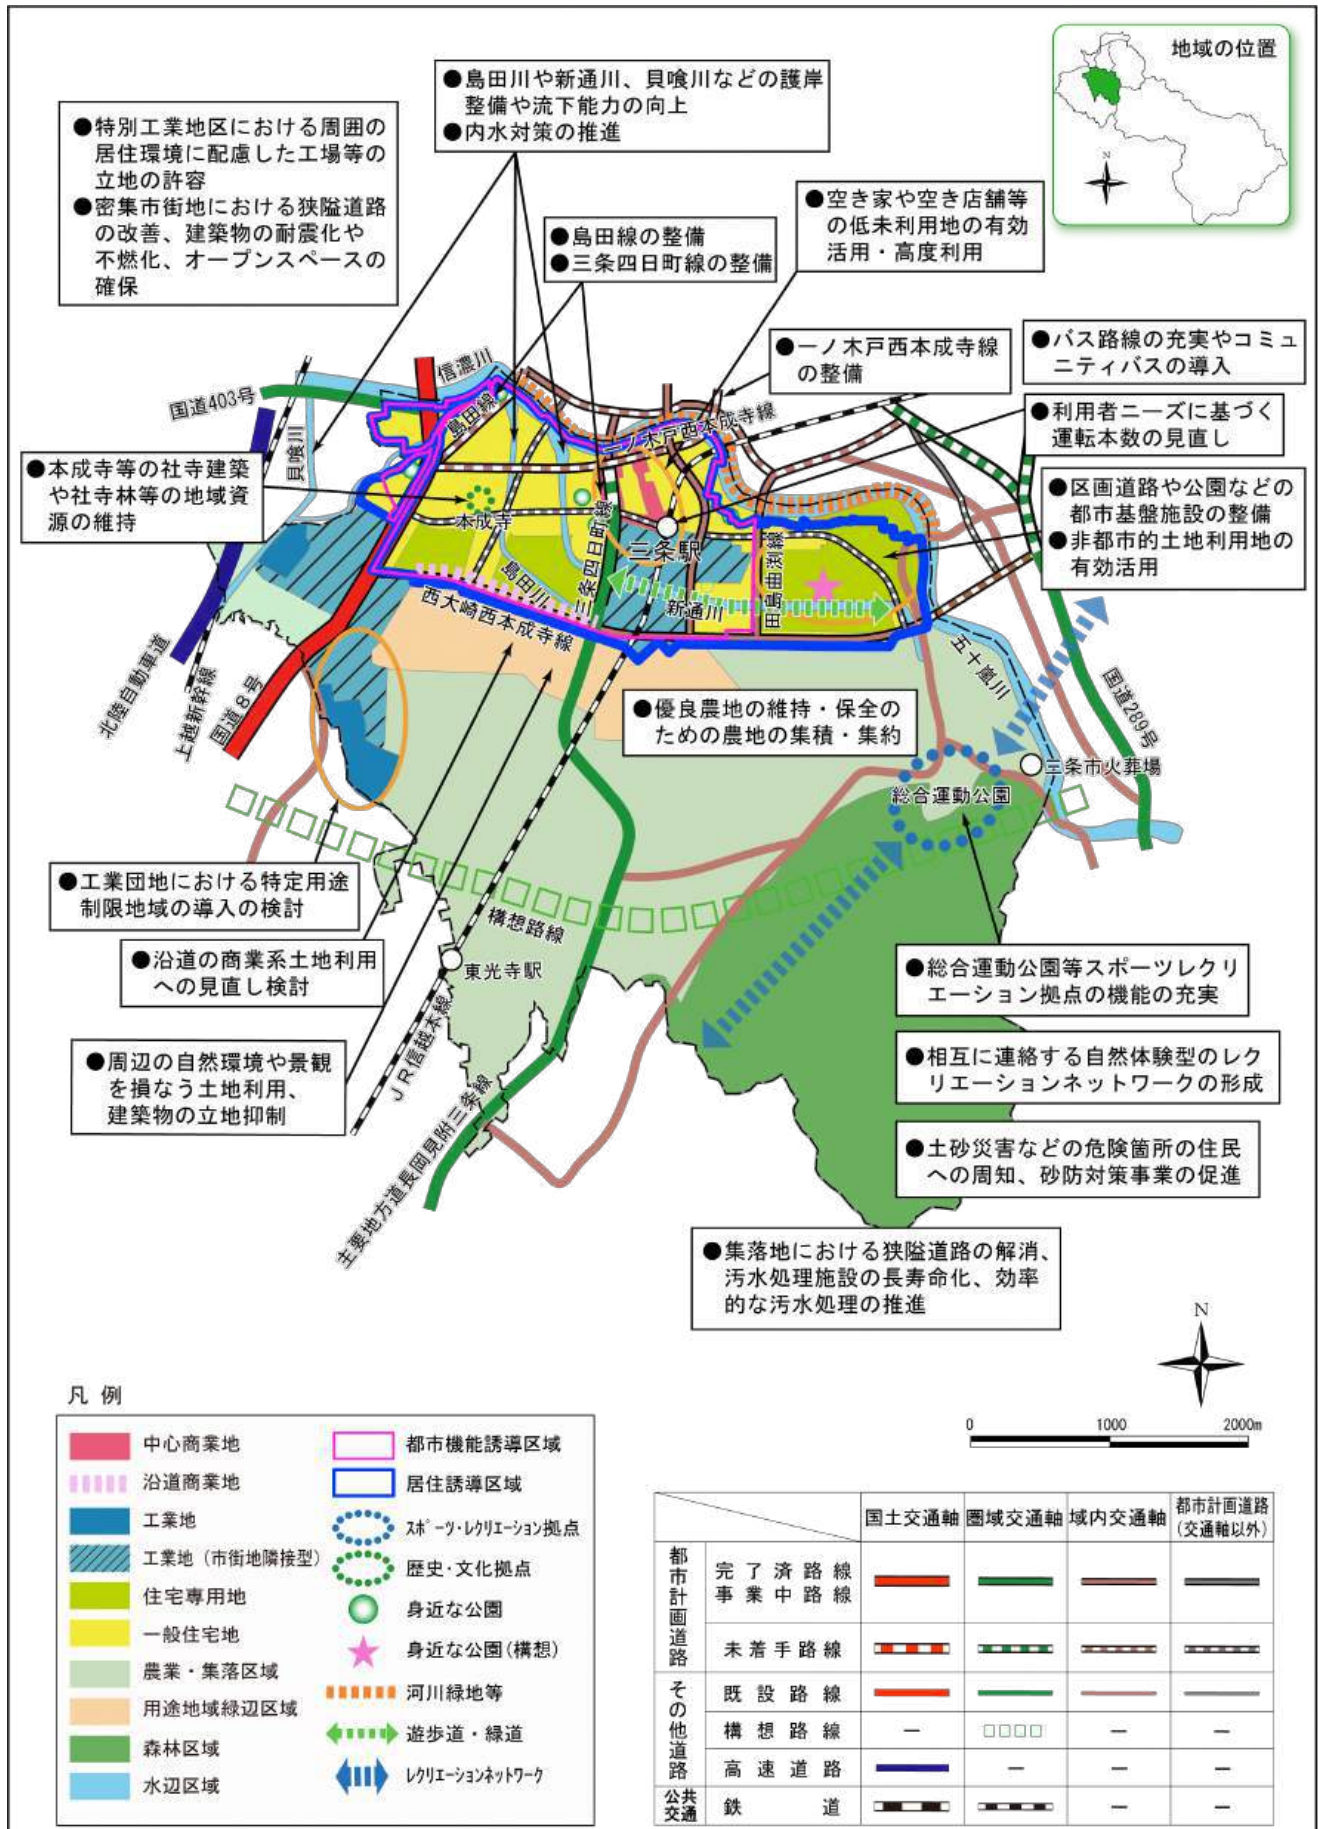 地域の位置
N
●島田川や新通川、貝喰川などの護岸
整備や流下能力の向上
●内水対策の推進
●特別工業地区における周囲の
居住環境に配慮した工場等の
立地の許容
●密集市街地における狭隘道路
の改善、建築物の耐震化や
不燃化、オープンスペースの
確保
●島田線の整備
●三条四日町線の整備
●空き家や空き店舗等
の低未利用地の有効
活用・高度利用
●一ノ木戸西本成寺線
の整備
●バス路線の充実やコミュ
ニティバスの導入
●利用者ニーズに基づく
運転本数の見直し
●区画道路や公園などの
都市基盤施設の整備
●非都市的土地利用地の
有効活用
●本成寺等の社寺建築
や社寺林等の地域資
源の維持
国道403号
貝喰川
信濃川
島田線
一ノ木戸西本成寺線
本成寺
三条四日町線
三条駅
島田川
新通川
田島曲渕線
西大崎西本成寺線
五十嵐川
国道289号
北陸自動車道
上越新幹線
国道8号
●優良農地の維持・保全の
ための農地の集積・集約
三条市火葬場
総合運動公園
●工業団地における特定用途
制限地域の導入の検討
構想路線
●沿道の商業系土地利用
への見直し検討
東光寺駅
●総合運動公園等スポーツレクリ
エーション拠点の機能の充実
●周辺の自然環境や景観
を損なう土地利用、
建築物の立地抑制
JR信越本線
主要地方道長岡見附三条線
●相互に連絡する自然体験型のレク
リエーションネットワークの形成
●土砂災害などの危険箇所の住民
への周知、砂防対策事業の促進
●集落地における狭隘道路の解消、
汚水処理施設の長寿命化、効率
的な汚水処理の推進
N
0 1000 2000m
凡 例
中心商業地
沿道商業地
工業地
工業地（市街地隣接型）
住宅専用地
一般住宅地
農業・集落区域
用途地域縁辺区域
森林区域
水辺区域
都市機能誘導区域
居住誘導区域
ｽﾎﾟｰﾂ・ﾚｸﾘｴｰｼｮﾝ拠点
歴史・文化拠点
身近な公園
身近な公園（構想）
河川緑地等
遊歩道・緑道
ﾚｸﾘｴｰｼｮﾝﾈｯﾄﾜｰｸ
国土交通軸 圏域交通軸 域内交通軸 都市計画道路
（交通軸以外）
都市計画道路
完了済路線
事業中路線
未着手路線
その他道路
既設路線
構想路線 － － －
高速道路 － － －
公共
交通
鉄道 － －